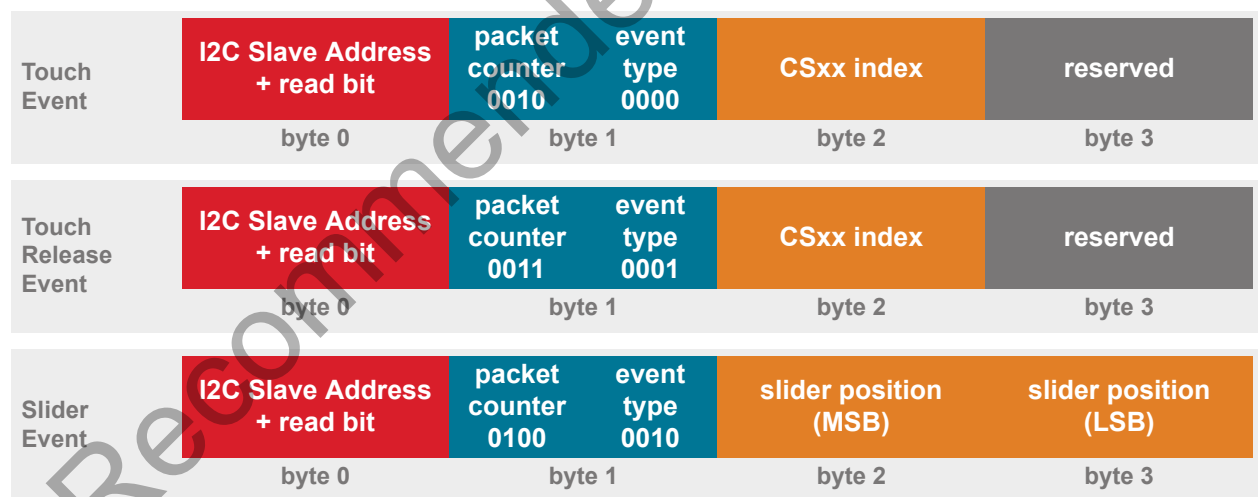 Touch
Event
I2C Slave Address
+ read bit
packet
counter
0010
event
type
0000
CSxx index
reserved
byte 0
byte 1
byte 2
byte 3
Touch
Release
Event
I2C Slave Address
+ read bit
packet
counter
0011
event
type
0001
CSxx index
reserved
byte 0
byte 1
byte 2
byte 3
Slider
Event
I2C Slave Address
+ read bit
packet
counter
0100
event
type
0010
slider position
(MSB)
slider position
(LSB)
byte 0
byte 1
byte 2
byte 3